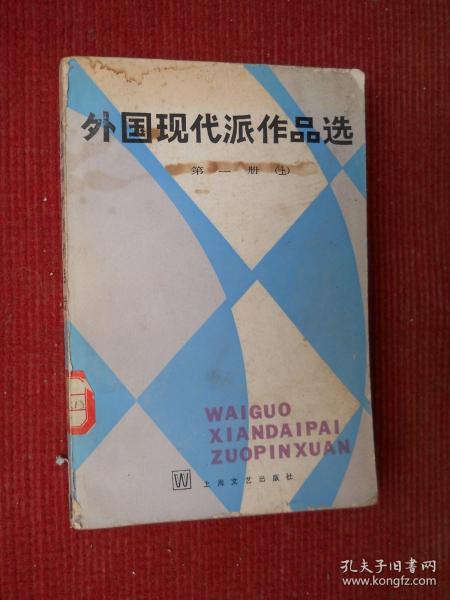 外国现代派作品选
第一册(上)
WAIGUO
XIANDAIPAI
ZUOPINXUAN
W 上海文艺出版社
孔夫子旧书网
www.kongfz.com